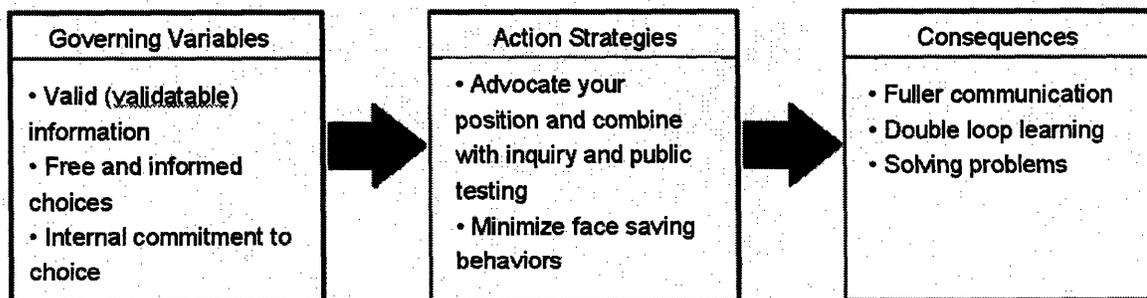 Governing Variables
• Valid (validatable)
information
• Free and informed
choices
• Internal commitment to
choice
Action Strategies
• Advocate your
position and combine
with inquiry and public
testing
• Minimize face saving
behaviors
Consequences
• Fuller communication
• Double loop learning
• Solving problems